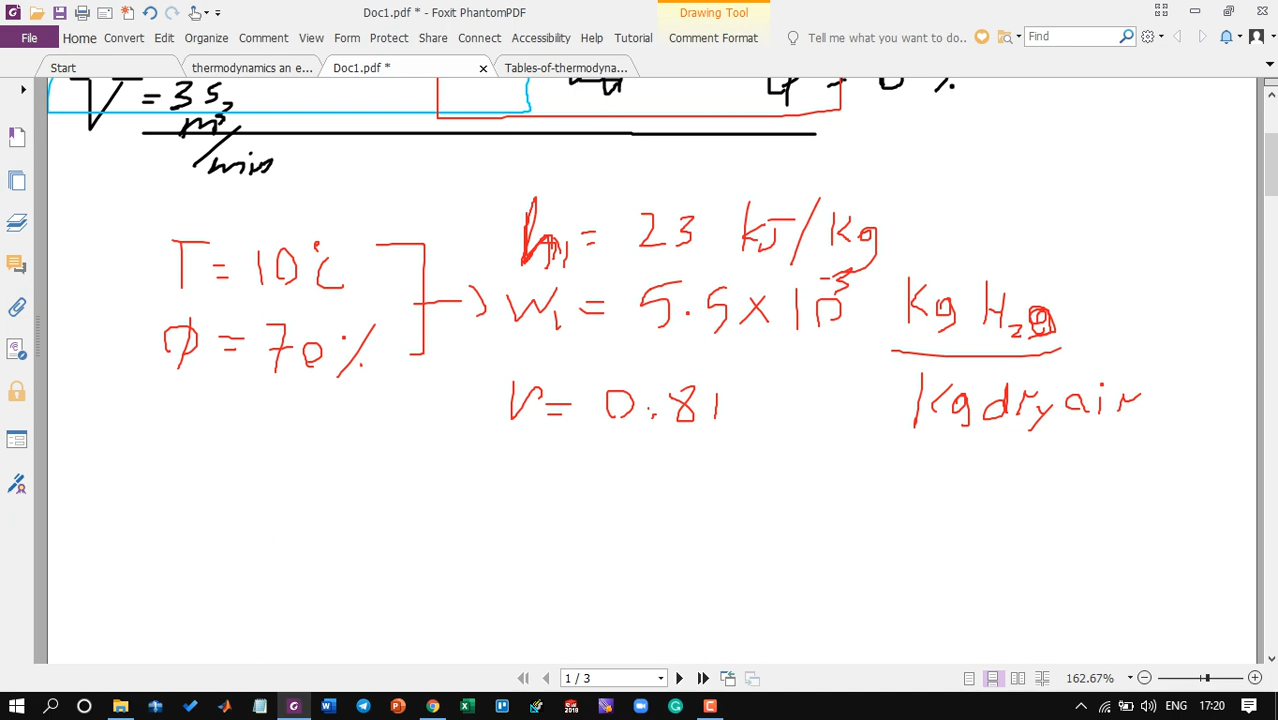 Doc1.pdf * - Foxit PhantomPDF
Drawing Tool
File Home Convert Edit Organize Comment View Form Protect Share Connect Accessibility Help Tutorial Comment Format Tell me what you want to do... Find
Start thermodynamics an e... Doc1.pdf * Tables-of-thermodyna...
V = 35
m³/min
h₁ = 23 kJ/kg
T = 10°C
W₁ = 5.5 × 10⁻³ kg H₂O
φ = 70 %
V = 0.81
kg dry air
1 / 3
162.67%
ENG 17:20